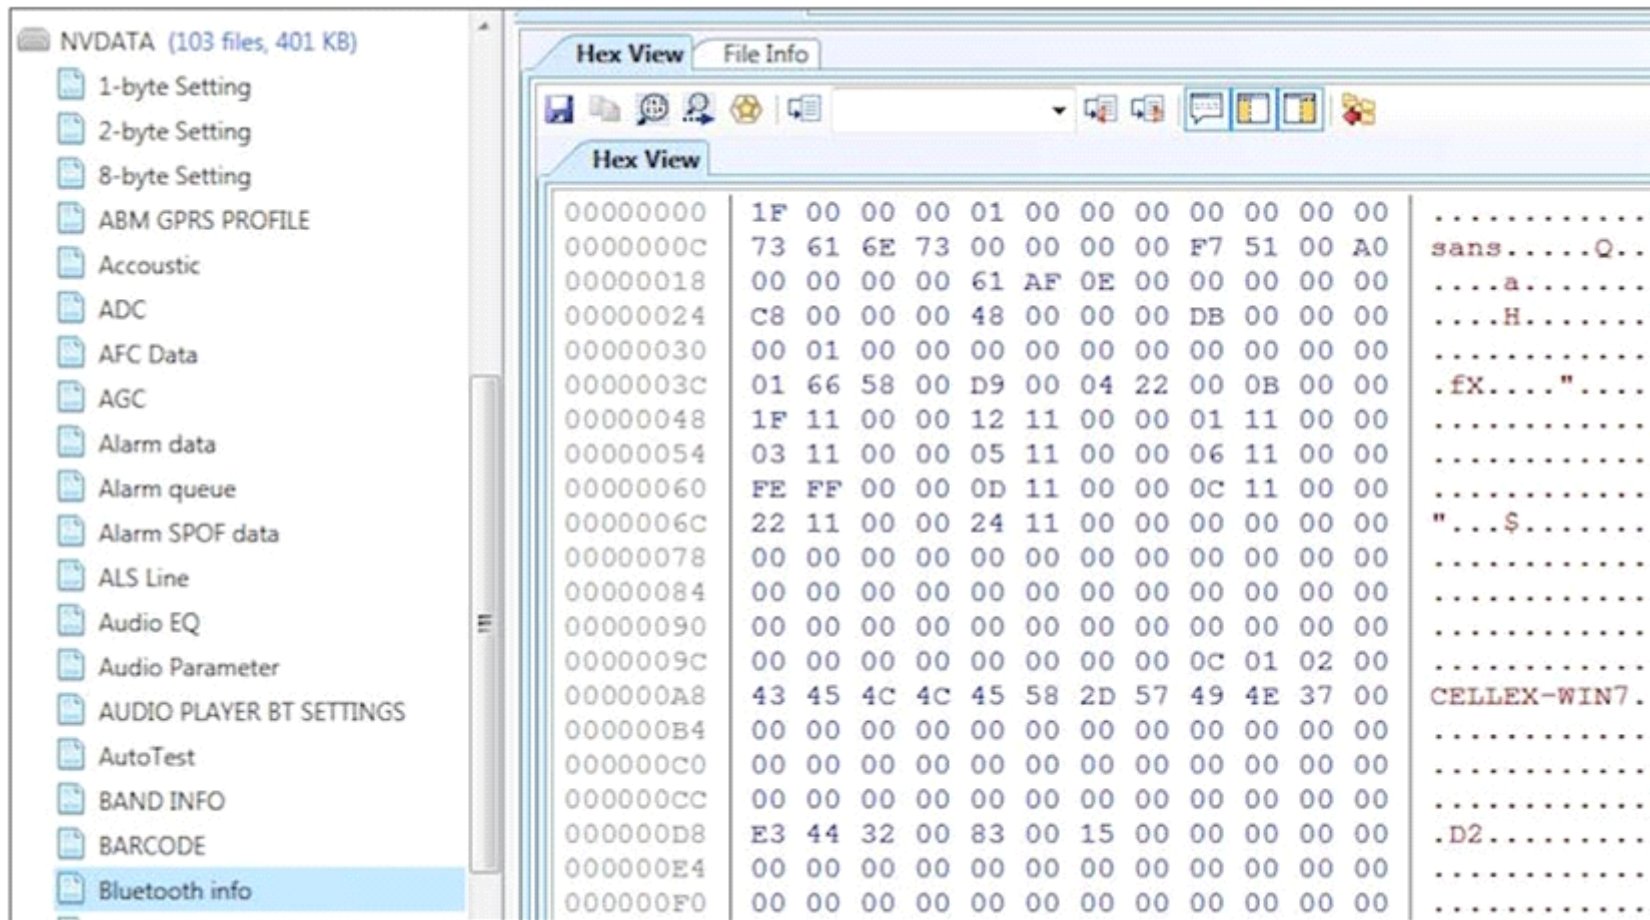 NVDATA (103 files, 401 KB)
1-byte Setting
2-byte Setting
8-byte Setting
ABM GPRS PROFILE
Accoustic
ADC
AFC Data
AGC
Alarm data
Alarm queue
Alarm SPOF data
ALS Line
Audio EQ
Audio Parameter
AUDIO PLAYER BT SETTINGS
AutoTest
BAND INFO
BARCODE
Bluetooth info
Hex View File Info
Hex View
00000000 1F 00 00 00 01 00 00 00 00 00 00 00 ............
0000000C 73 61 6E 73 00 00 00 00 F7 51 00 A0 sans.....Q..
00000018 00 00 00 00 61 AF 0E 00 00 00 00 00 ....a.......
00000024 C8 00 00 00 48 00 00 00 DB 00 00 00 ....H.......
00000030 00 01 00 00 00 00 00 00 00 00 00 00 ............
0000003C 01 66 58 00 D9 00 04 22 00 0B 00 00 .fX...."....
00000048 1F 11 00 00 12 11 00 00 01 11 00 00 ............
00000054 03 11 00 00 05 11 00 00 06 11 00 00 ............
00000060 FE FF 00 00 0D 11 00 00 0C 11 00 00 ............
0000006C 22 11 00 00 24 11 00 00 00 00 00 00 "...$.......
00000078 00 00 00 00 00 00 00 00 00 00 00 00 ............
00000084 00 00 00 00 00 00 00 00 00 00 00 00 ............
00000090 00 00 00 00 00 00 00 00 00 00 00 00 ............
0000009C 00 00 00 00 00 00 00 00 0C 01 02 00 ............
000000A8 43 45 4C 4C 45 58 2D 57 49 4E 37 00 CELLEX-WIN7.
000000B4 00 00 00 00 00 00 00 00 00 00 00 00 ............
000000C0 00 00 00 00 00 00 00 00 00 00 00 00 ............
000000CC 00 00 00 00 00 00 00 00 00 00 00 00 ............
000000D8 E3 44 32 00 83 00 15 00 00 00 00 00 .D2.........
000000E4 00 00 00 00 00 00 00 00 00 00 00 00 ............
000000F0 00 00 00 00 00 00 00 00 00 00 00 00 ............